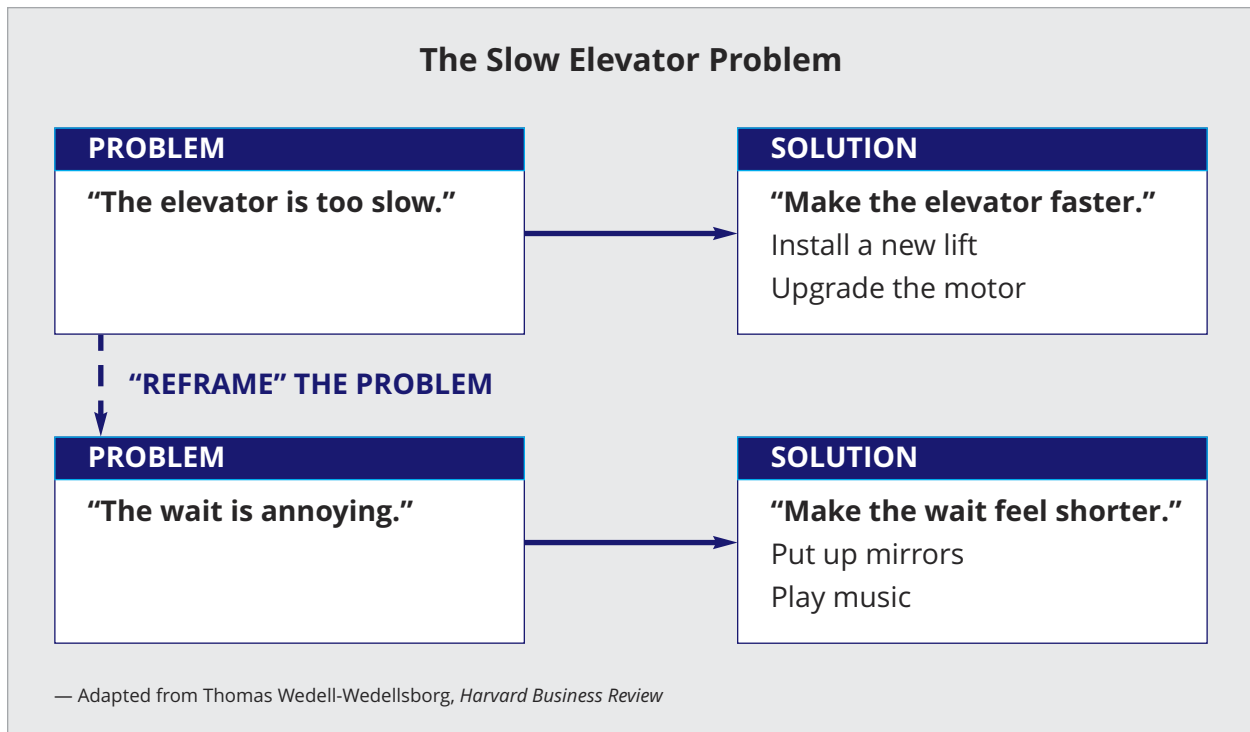 The Slow Elevator Problem
PROBLEM
“The elevator is too slow.”
SOLUTION
“Make the elevator faster.”
Install a new lift
Upgrade the motor
“REFRAME” THE PROBLEM
PROBLEM
“The wait is annoying.”
SOLUTION
“Make the wait feel shorter.”
Put up mirrors
Play music
— Adapted from Thomas Wedell-Wedellsborg, Harvard Business Review